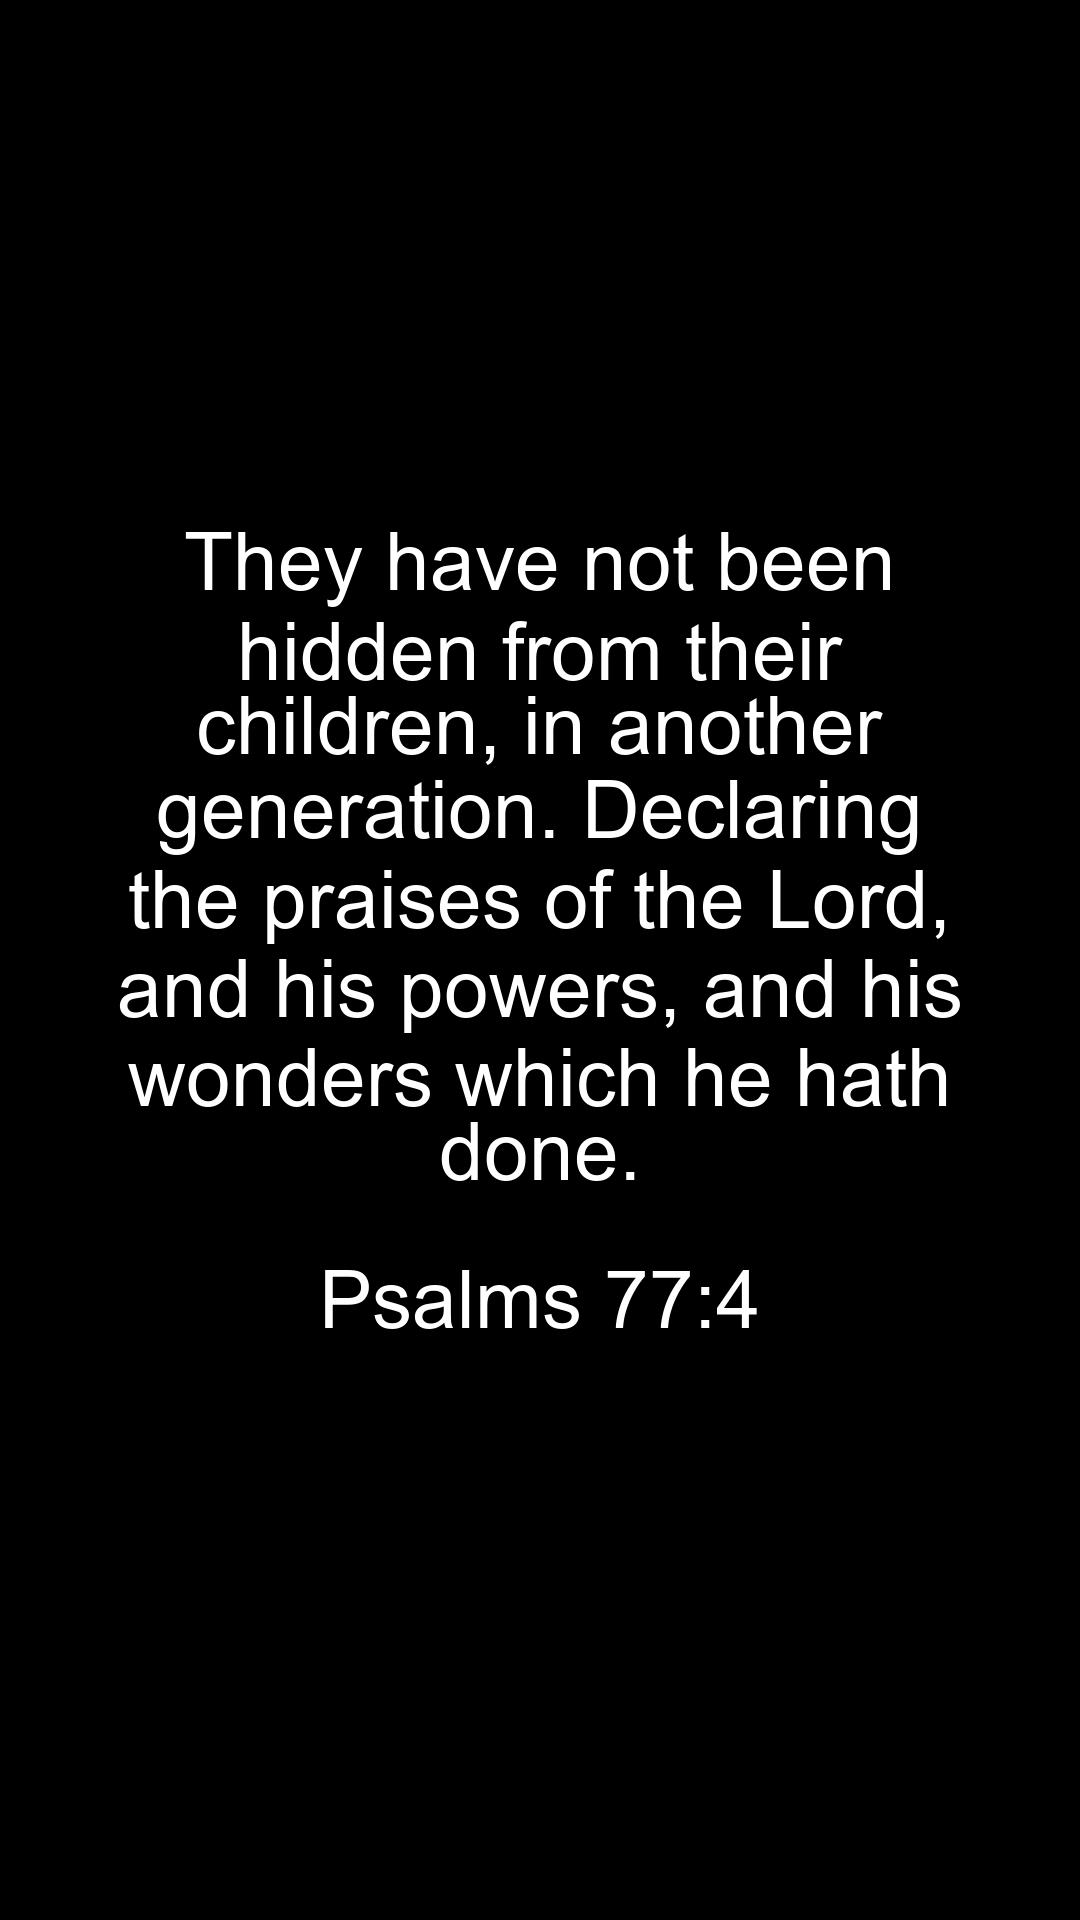 They have not been
hidden from their
children, in another
generation. Declaring
the praises of the Lord,
and his powers, and his
wonders which he hath
done.
Psalms 77:4